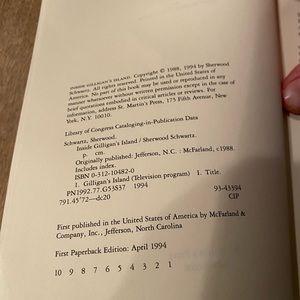 INSIDE GILLIGAN'S ISLAND. Copyright © 1988, 1994 by Sherwood
Schwartz. All rights reserved. Printed in the United States of
America. No part of this book may be used or reproduced in any
manner whatsoever without written permission except in the case of
brief quotations embodied in critical articles or reviews. For
information, address St. Martin's Press, 175 Fifth Avenue, New
York, N.Y. 10010.
Library of Congress Cataloging-in-Publication Data
Schwartz, Sherwood.
Inside Gilligan's Island / Sherwood Schwartz.
p. cm.
Originally published: Jefferson, N.C. : McFarland, c1988.
Includes index.
ISBN 0-312-10482-0
1. Gilligan's Island (Television program) I. Title.
PN1992.77.G53S37 1994
791.45'72—dc20 93-43394
CIP
First published in the United States of America by McFarland &
Company, Inc., Jefferson, North Carolina
First Paperback Edition: April 1994
10 9 8 7 6 5 4 3 2 1